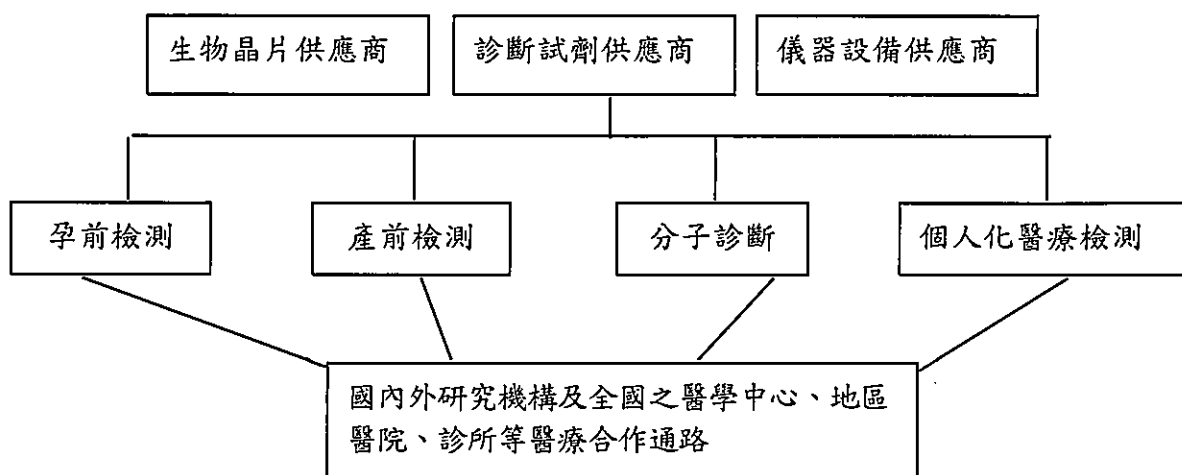 生物晶片供應商
診斷試劑供應商
儀器設備供應商
孕前檢測
產前檢測
分子診斷
個人化醫療檢測
國內外研究機構及全國之醫學中心、地區
醫院、診所等醫療合作通路